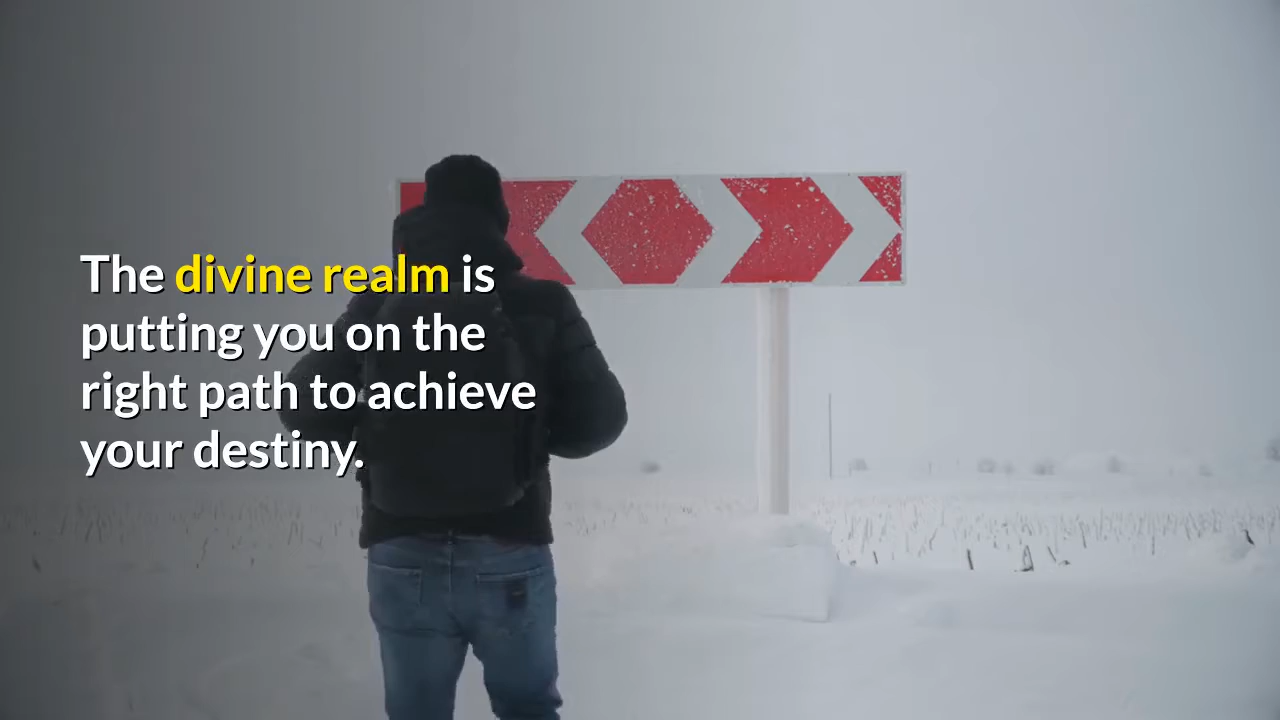 The divine realm is
putting you on the
right path to achieve
your destiny.